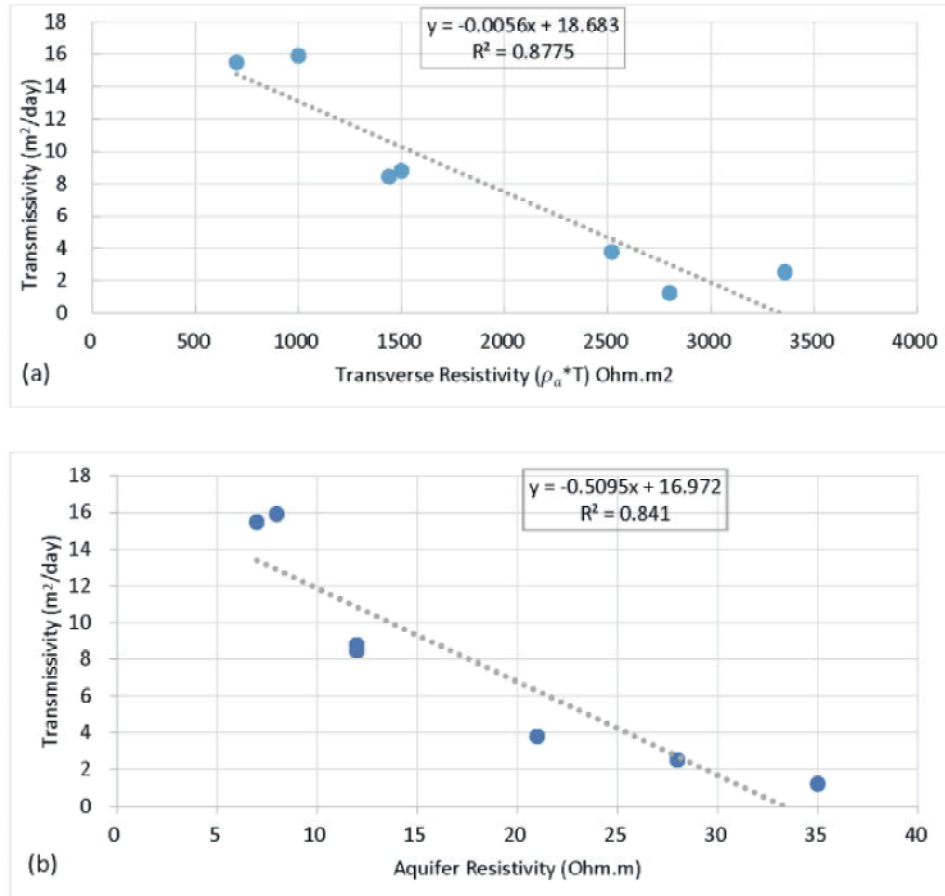 y = -0.0056x + 18.683
R² = 0.8775
Transmissivity (m²/day)
18
16
14
12
10
8
6
4
2
0
0 500 1000 1500 2000 2500 3000 3500 4000
(a) Transverse Resistivity (ρₐ*T) Ohm.m2
y = -0.5095x + 16.972
R² = 0.841
Transmissivity (m²/day)
18
16
14
12
10
8
6
4
2
0
0 5 10 15 21 25 30 35 40
(b) Aquifer Resistivity (Ohm.m)